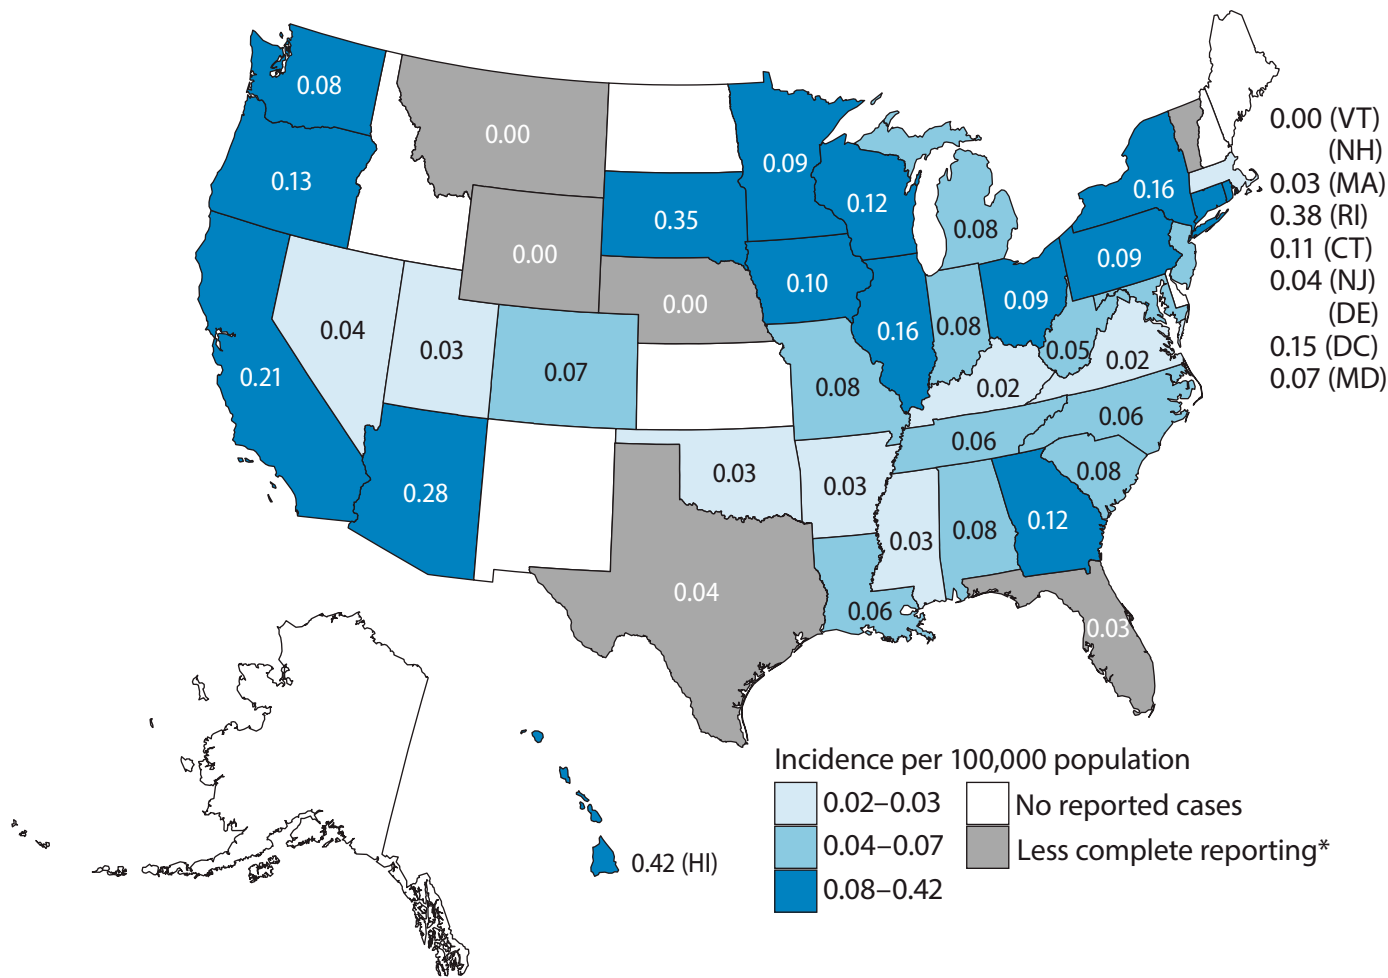 0.08
0.00
0.00 (VT)
(NH)
0.09
0.13
0.12
0.16
0.03 (MA)
0.35
0.38 (RI)
0.08
0.00
0.11 (CT)
0.09
0.10
0.04 (NJ)
0.00
0.09
(DE)
0.04
0.16
0.08
0.03
0.05
0.15 (DC)
0.02
0.21
0.07
0.07 (MD)
0.08
0.02
0.06
0.06
0.03
0.08
0.28
0.03
0.12
0.03
0.08
0.04
0.06
0.03
Incidence per 100,000 population
0.02–0.03
No reported cases
0.04–0.07
Less complete reporting*
0.08–0.42
0.42 (HI)